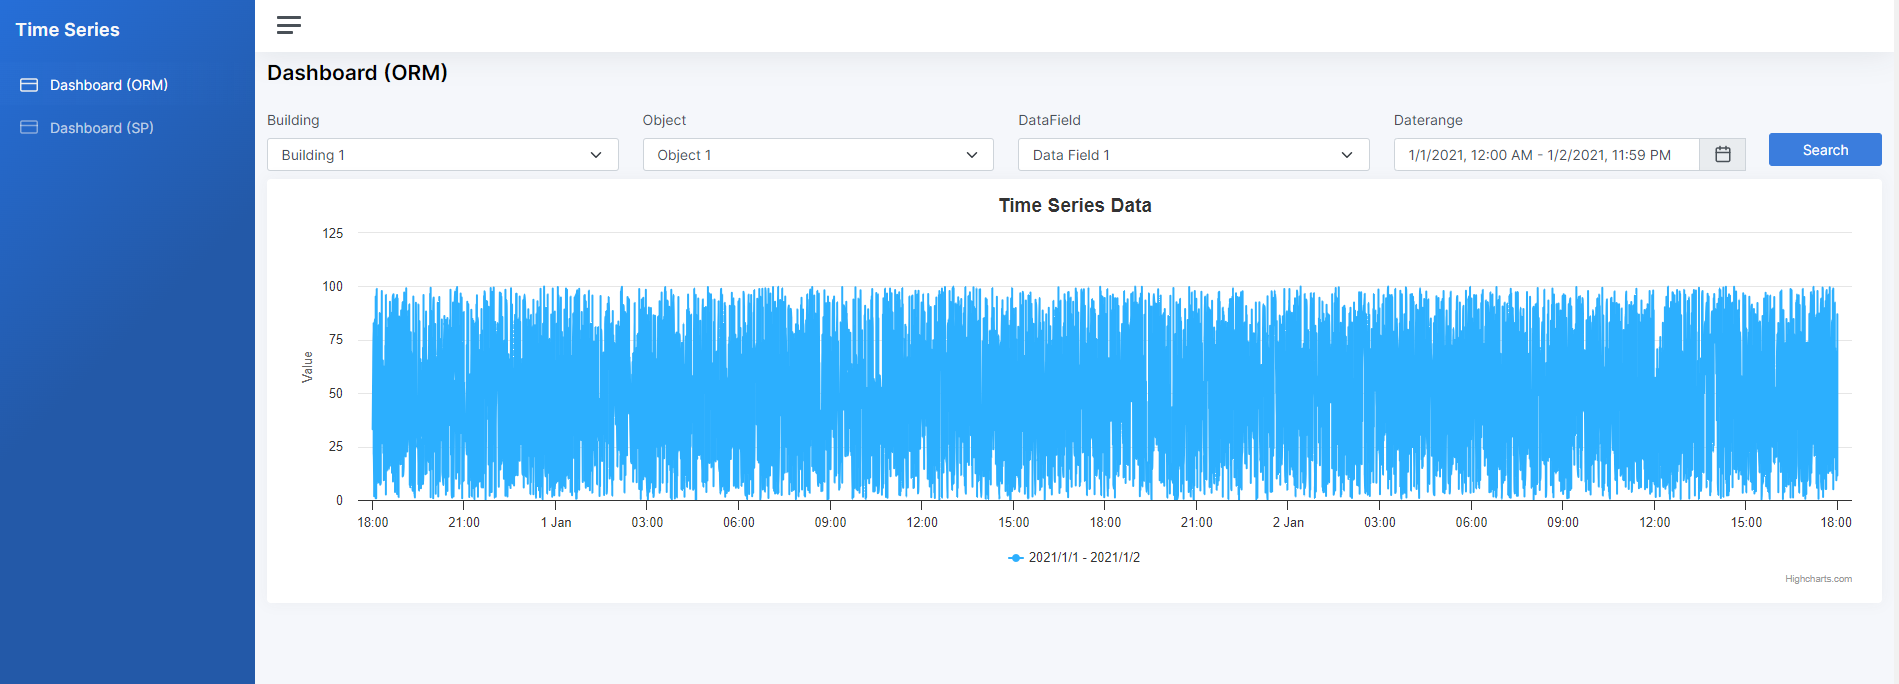 Time Series
Dashboard (ORM)
Dashboard (SP)
Dashboard (ORM)
Building
Object
DataField
Daterange
Building 1
Object 1
Data Field 1
1/1/2021, 12:00 AM - 1/2/2021, 11:59 PM
Search
Time Series Data
125
100
75
50
25
0
Value
18:00 21:00 1 Jan 03:00 06:00 09:00 12:00 15:00 18:00 21:00 2 Jan 03:00 06:00 09:00 12:00 15:00 18:00
2021/1/1 - 2021/1/2
Highcharts.com